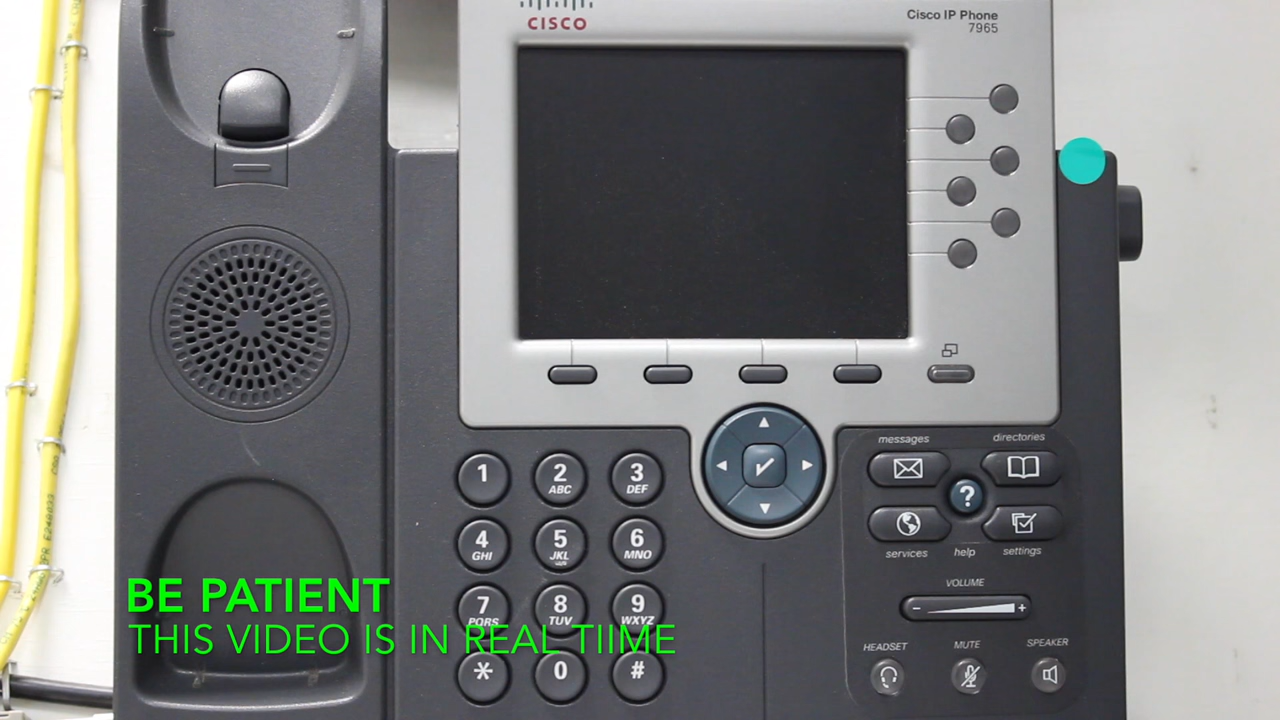 CISCO
Cisco IP Phone
7965
messages
directories
?
services
help
settings
1
2
ABC
3
DEF
4
GHI
5
JKL
6
MNO
7
PQRS
8
TUV
9
WXYZ
*
0
#
VOLUME
− +
HEADSET
MUTE
SPEAKER
BE PATIENT
THIS VIDEO IS IN REAL TIIME